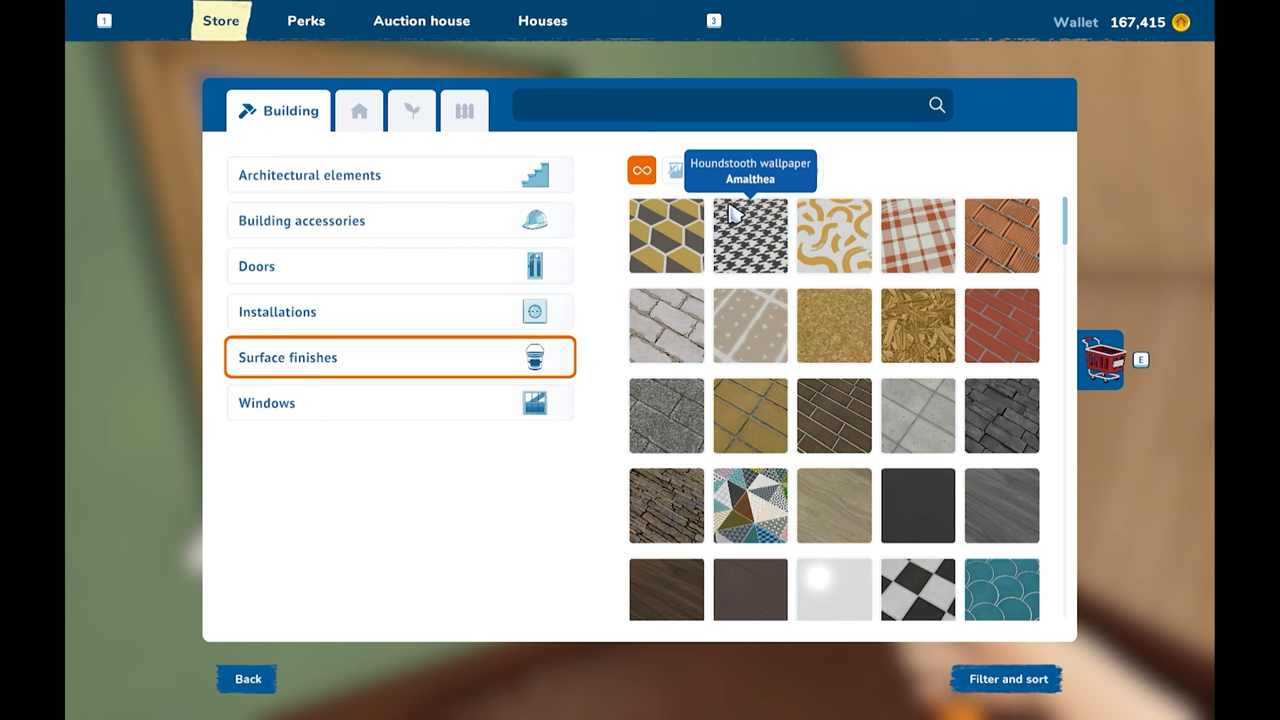 1
Store
Perks
Auction house
Houses
3
Wallet 167,415
Building
Houndstooth wallpaper
Amalthea
Architectural elements
Building accessories
Doors
Installations
Surface finishes
Windows
E
Back
Filter and sort